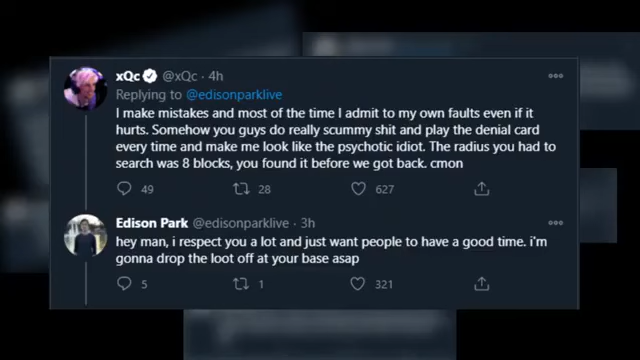 xQc @xQc · 4h
Replying to @edisonparklive
I make mistakes and most of the time I admit to my own faults even if it
hurts. Somehow you guys do really scummy shit and play the denial card
every time and make me look like the psychotic idiot. The radius you had to
search was 8 blocks, you found it before we got back. cmon
49 28 627
Edison Park @edisonparklive · 3h
hey man, i respect you a lot and just want people to have a good time. i'm
gonna drop the loot off at your base asap
5 1 321